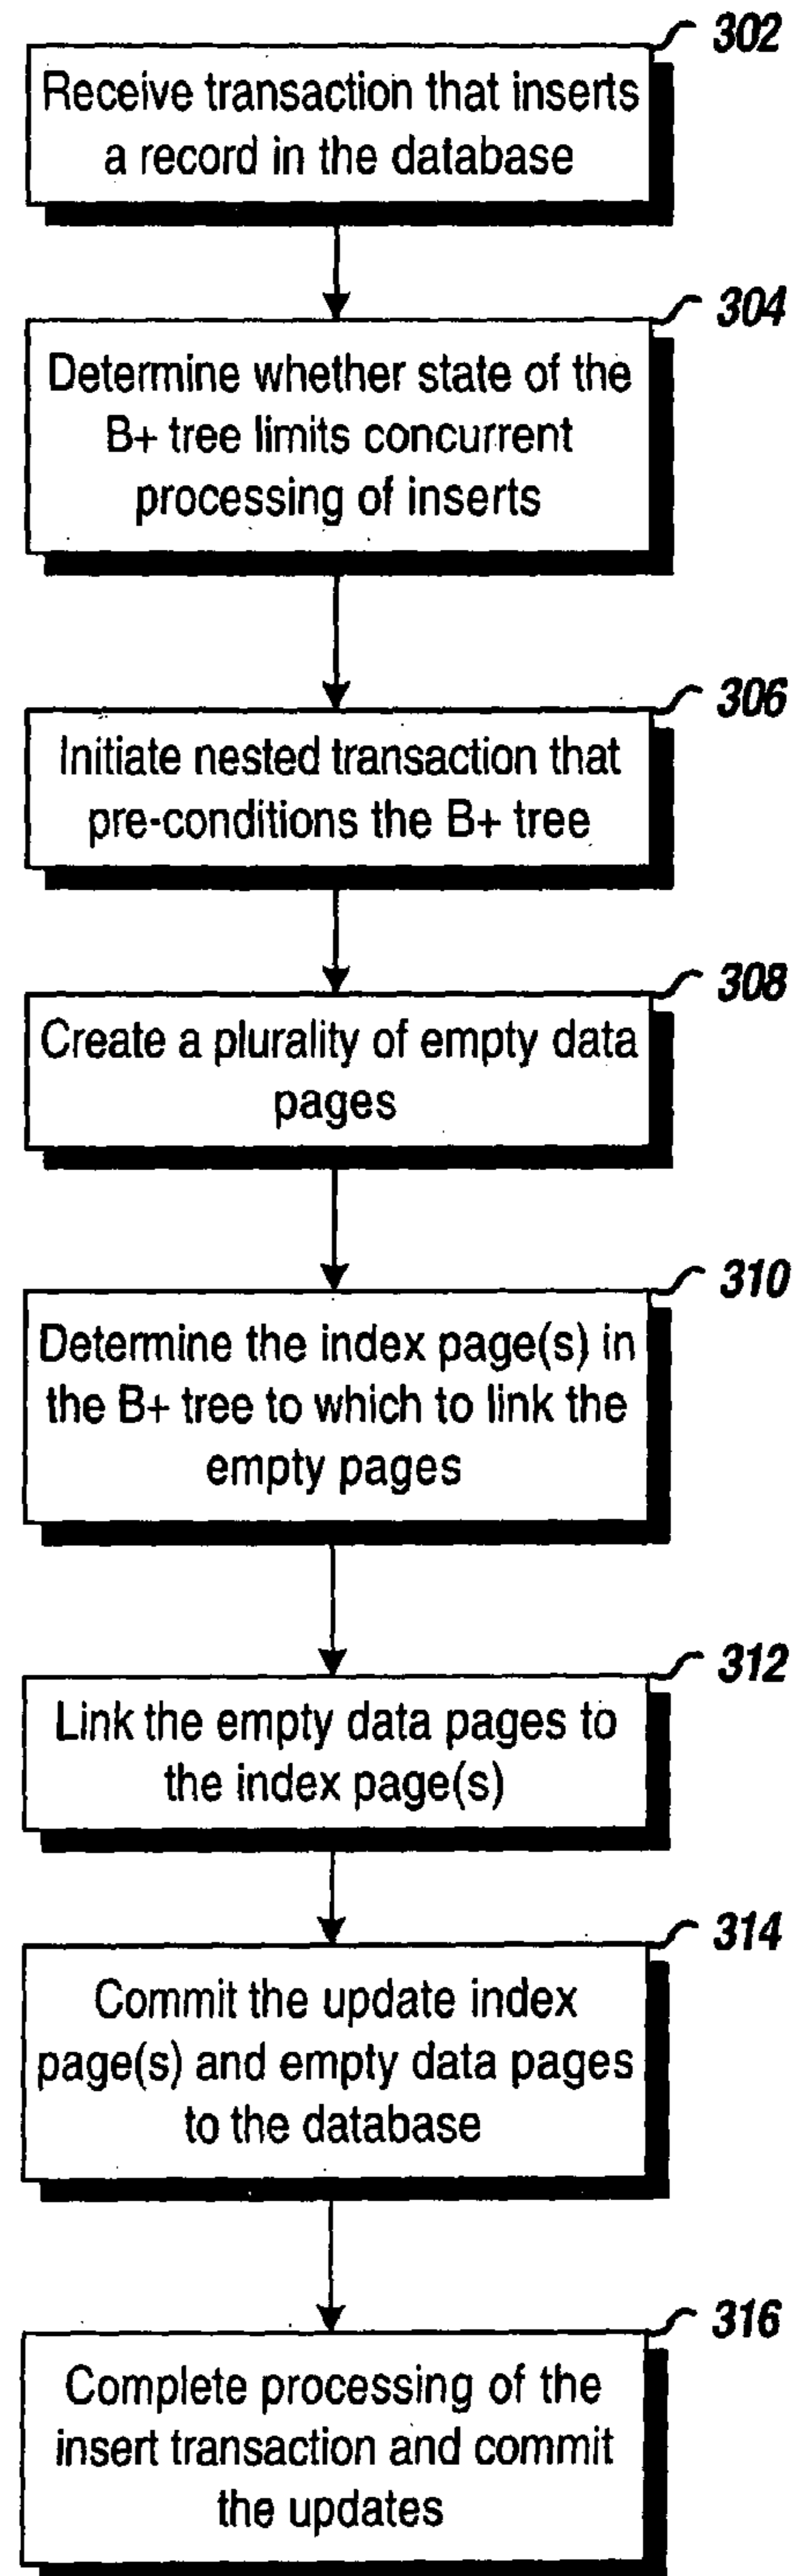 302
Receive transaction that inserts
a record in the database
304
Determine whether state of the
B+ tree limits concurrent
processing of inserts
306
Initiate nested transaction that
pre-conditions the B+ tree
308
Create a plurality of empty data
pages
310
Determine the index page(s) in
the B+ tree to which to link the
empty pages
312
Link the empty data pages to
the index page(s)
314
Commit the update index
page(s) and empty data pages
to the database
316
Complete processing of the
insert transaction and commit
the updates